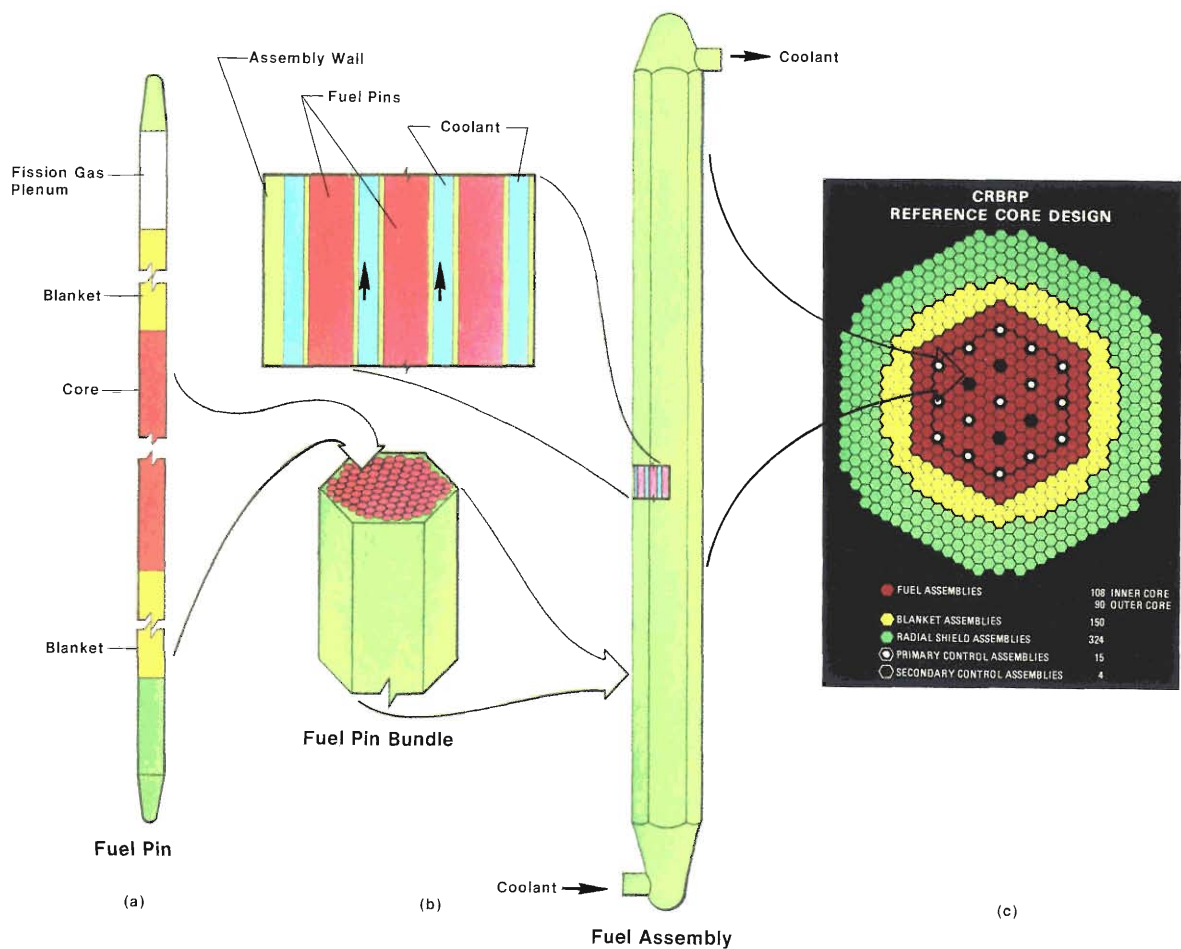 Assembly Wall
Fuel Pins
Coolant
Coolant
Fission Gas
Plenum
Blanket
Core
Blanket
Fuel Pin
(a)
Fuel Pin Bundle
(b)
Coolant
Fuel Assembly
CRBRP
REFERENCE CORE DESIGN
FUEL ASSEMBLIES 108 INNER CORE
90 OUTER CORE
BLANKET ASSEMBLIES 150
RADIAL SHIELD ASSEMBLIES 324
PRIMARY CONTROL ASSEMBLIES 15
SECONDARY CONTROL ASSEMBLIES 4
(c)